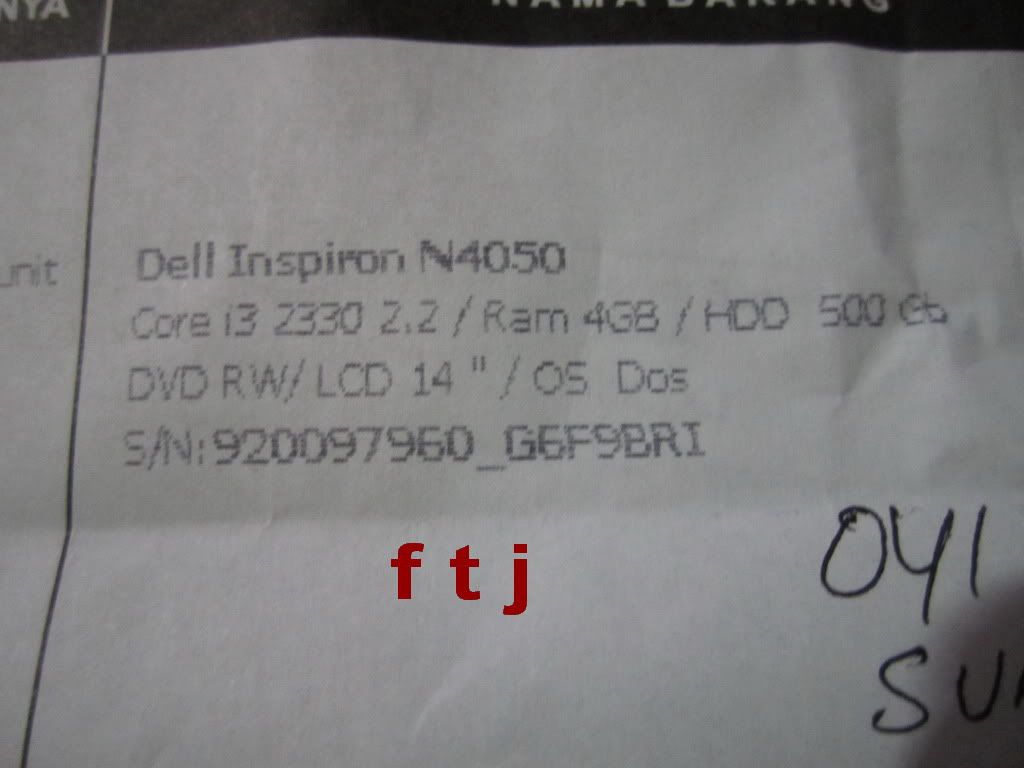 NYA NAMA BARANG
unit Dell Inspiron N4050
Core i3 2330 2.2 / Ram 4GB / HDD 500 Gb
DVD RW/ LCD 14 " / OS Dos
S/N:920097960_G6F9BRI
f t j